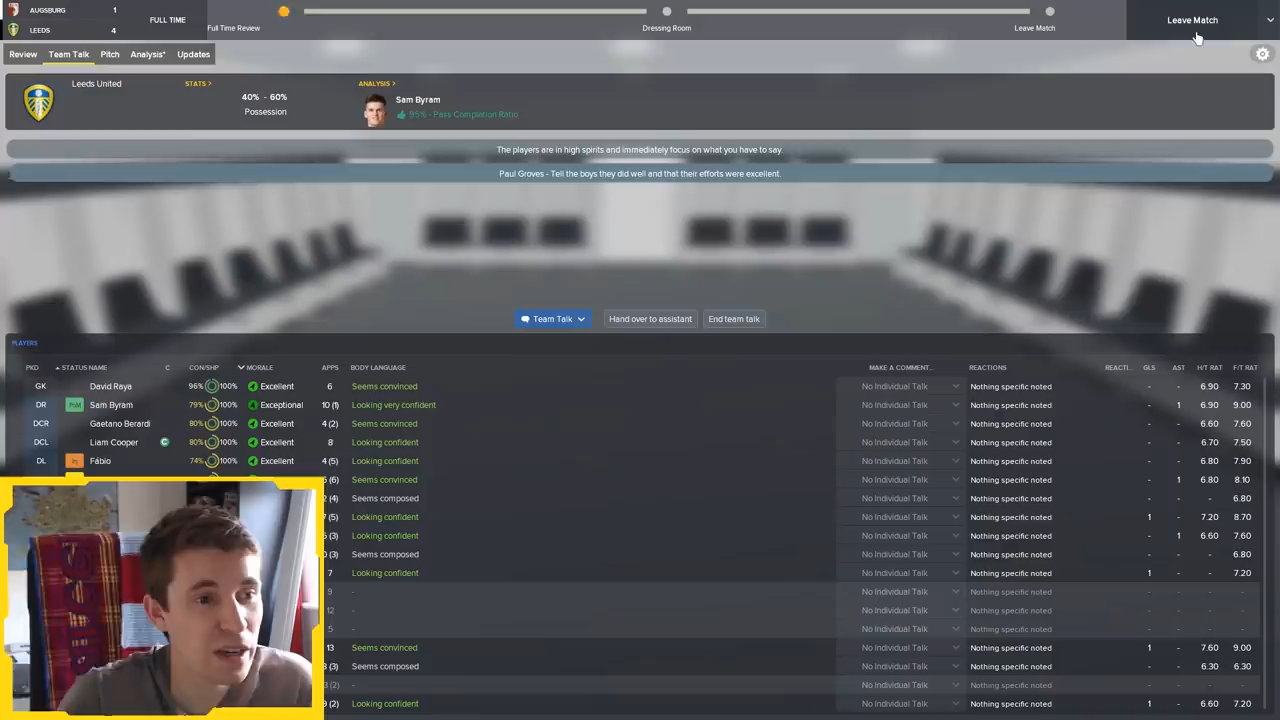 AUGSBURG 1
LEEDS 4
FULL TIME
Full Time Review
Dressing Room
Leave Match
Leave Match
Review Team Talk Pitch Analysis* Updates
Leeds United
STATS >
40% - 60%
Possession
ANALYSIS >
Sam Byram
95% - Pass Completion Ratio
The players are in high spirits and immediately focus on what you have to say.
Paul Groves - Tell the boys they did well and that their efforts were excellent.
Team Talk Hand over to assistant End team talk
PLAYERS
PKD STATUS NAME C CON/SHP MORALE APPS BODY LANGUAGE MAKE A COMMENT... REACTIONS REACTI... GLS AST H/T RAT F/T RAT
GK David Raya 96% 100% Excellent 6 Seems convinced No Individual Talk Nothing specific noted - - 6.90 7.30
DR PoM Sam Byram 79% 100% Exceptional 10 (1) Looking very confident No Individual Talk Nothing specific noted - 1 6.90 9.00
DCR Gaetano Berardi 80% 100% Excellent 4 (2) Seems convinced No Individual Talk Nothing specific noted - - 6.60 7.60
DCL Liam Cooper C 80% 100% Excellent 8 Looking confident No Individual Talk Nothing specific noted - - 6.70 7.50
DL Fábio 74% 100% Excellent 4 (5) Looking confident No Individual Talk Nothing specific noted - - 6.80 7.90
(6) Seems convinced No Individual Talk Nothing specific noted - 1 6.80 8.10
(4) Seems composed No Individual Talk Nothing specific noted - - - 6.80
(5) Looking confident No Individual Talk Nothing specific noted 1 - 7.20 8.70
(3) Looking confident No Individual Talk Nothing specific noted - 1 6.60 7.60
(3) Seems composed No Individual Talk Nothing specific noted - - - 6.80
7 Looking confident No Individual Talk Nothing specific noted 1 - - 7.20
9 - No Individual Talk Nothing specific noted - - - -
12 - No Individual Talk Nothing specific noted - - - -
5 - No Individual Talk Nothing specific noted - - - -
13 Seems convinced No Individual Talk Nothing specific noted 1 - 7.60 9.00
(3) Seems composed No Individual Talk Nothing specific noted - - 6.30 6.30
(2) - No Individual Talk Nothing specific noted - - - -
(2) Looking confident No Individual Talk Nothing specific noted 1 - 6.60 7.20